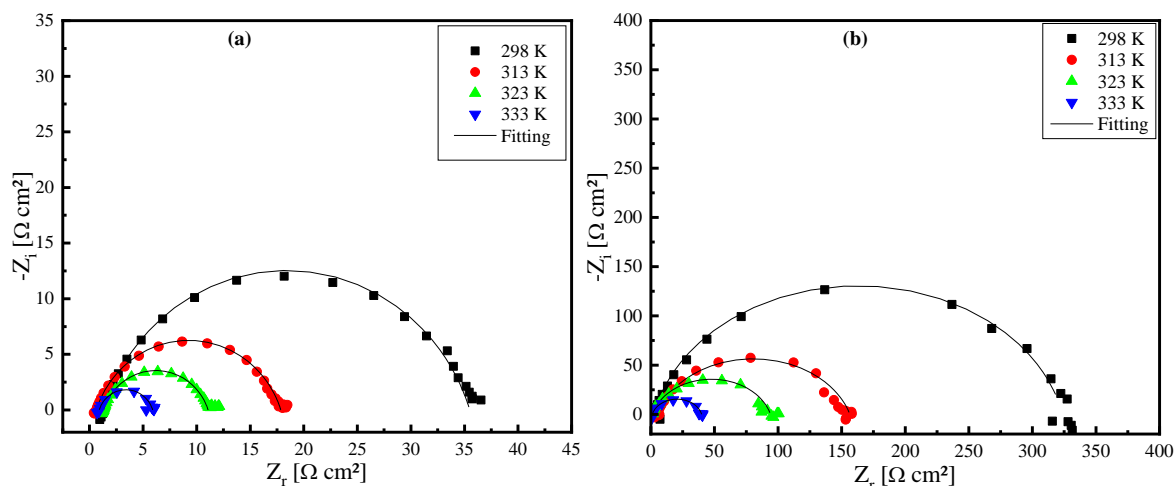 (a)
298 K
313 K
323 K
333 K
Fitting
35
30
25
20
15
10
5
0
-Z_i [Ω cm²]
0 5 10 15 20 25 30 35 40 45
Z_r [Ω cm²]
(b)
298 K
313 K
323 K
333 K
Fitting
400
350
300
250
200
150
100
50
0
-Z_i [Ω cm²]
0 50 100 150 200 250 300 350 400
Z_r [Ω cm²]